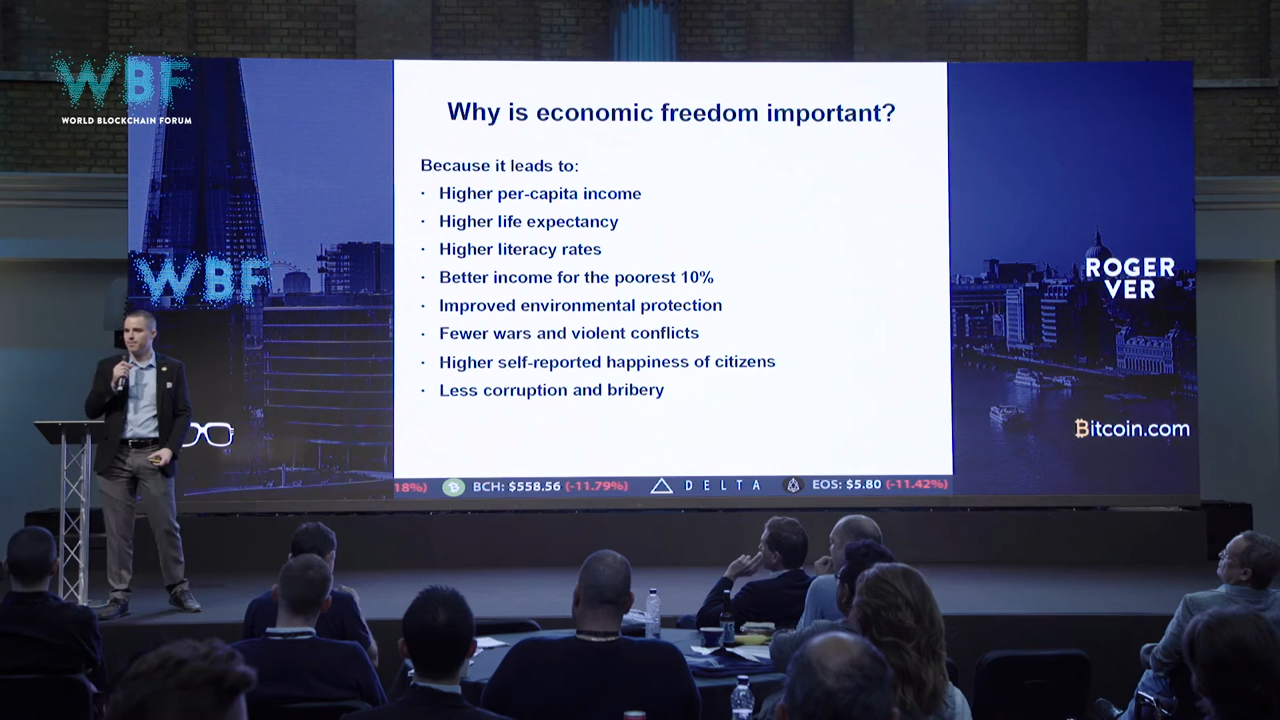 WBF
WORLD BLOCKCHAIN FORUM
Why is economic freedom important?
Because it leads to:
· Higher per-capita income
· Higher life expectancy
· Higher literacy rates
· Better income for the poorest 10%
· Improved environmental protection
· Fewer wars and violent conflicts
· Higher self-reported happiness of citizens
· Less corruption and bribery
WBF
ROGER
VER
Bitcoin.com
18%) BCH: $558.56 (-11.79%) DELTA EOS: $5.80 (-11.42%)